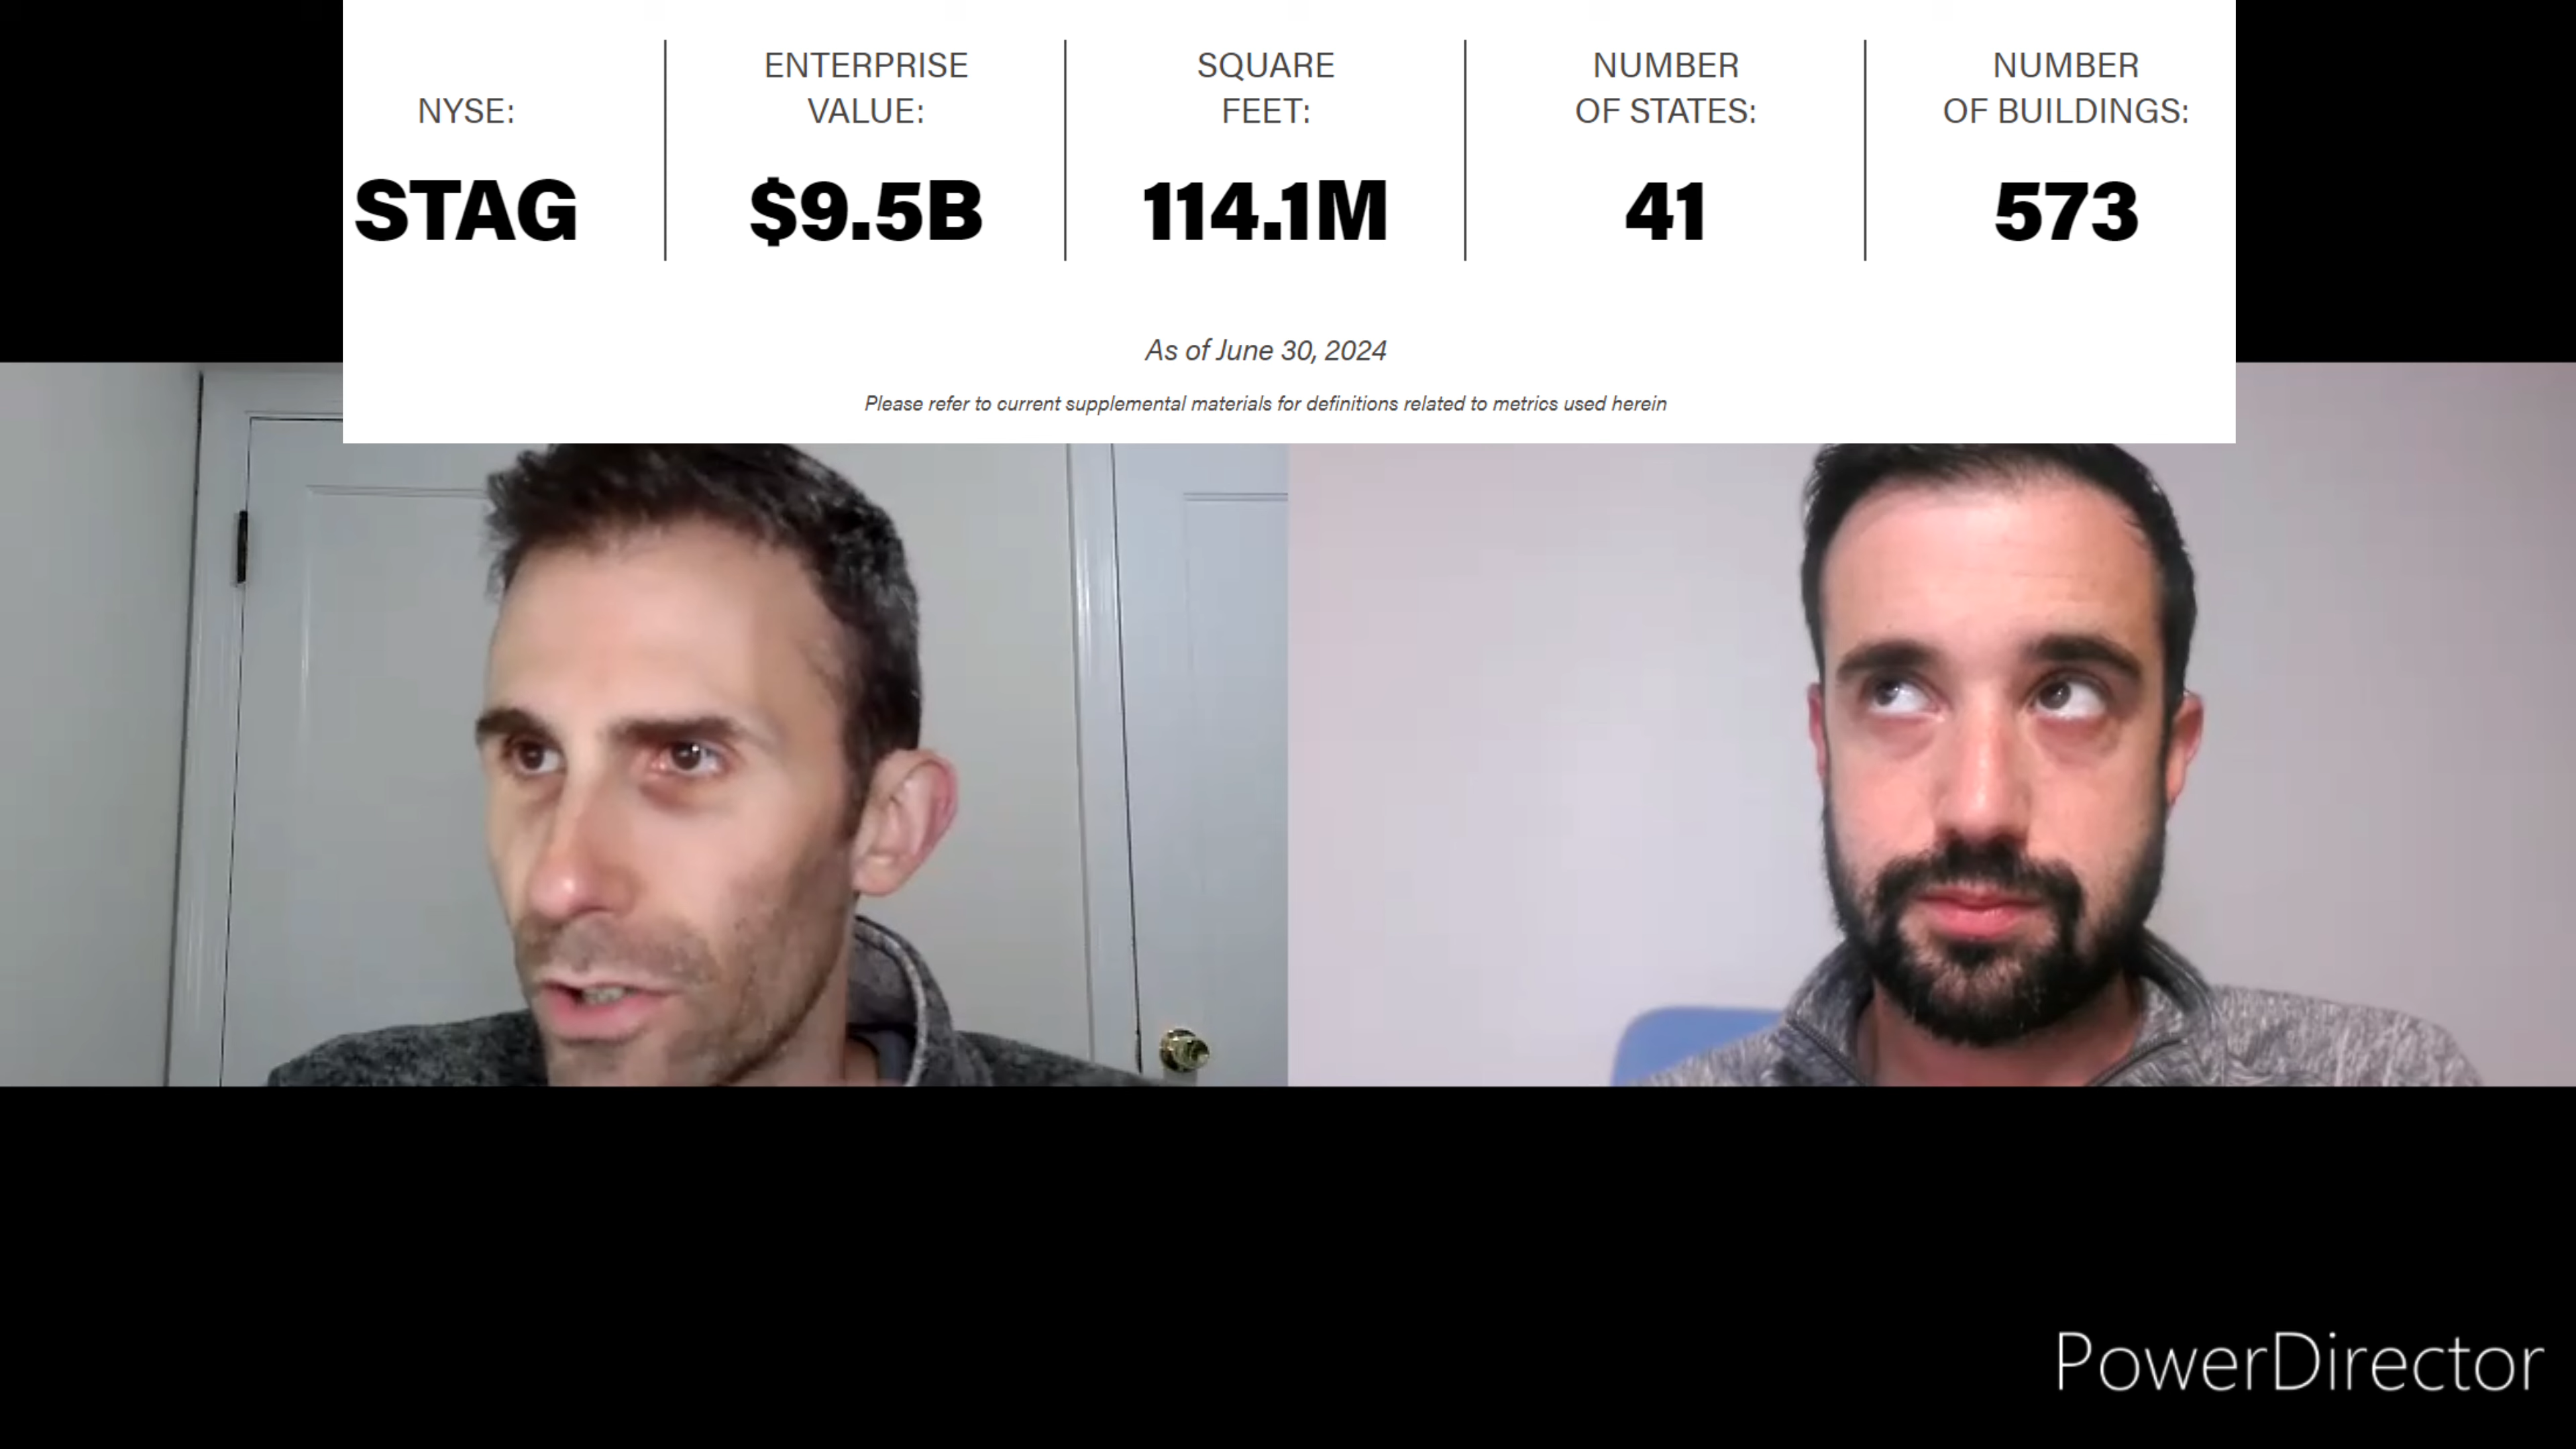 NYSE:
STAG
ENTERPRISE
VALUE:
$9.5B
SQUARE
FEET:
114.1M
NUMBER
OF STATES:
41
NUMBER
OF BUILDINGS:
573
As of June 30, 2024
Please refer to current supplemental materials for definitions related to metrics used herein
PowerDirector